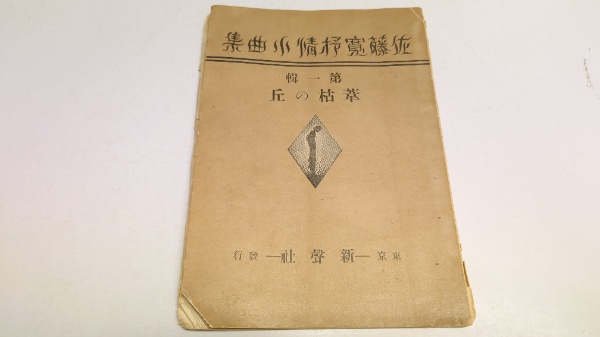 佐藤寛抒情小曲集
第一輯
草枯の丘
東京―新聲社―發行